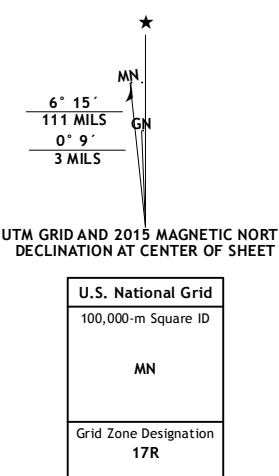 ★
MN
6° 15´
111 MILS
GN
0° 9´
3 MILS
UTM GRID AND 2015 MAGNETIC NORT
DECLINATION AT CENTER OF SHEET
U.S. National Grid
100,000-m Square ID
MN
Grid Zone Designation
17R